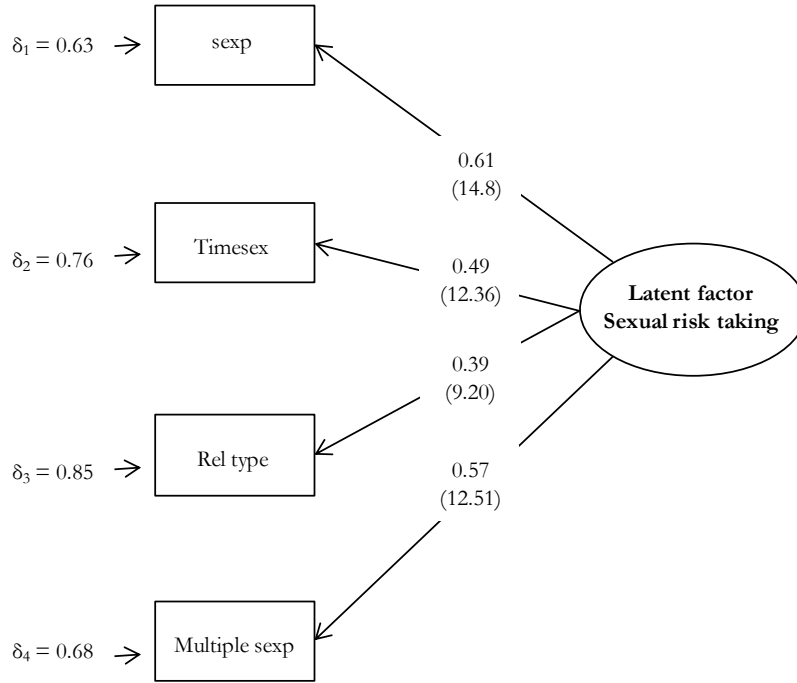 δ₁ = 0.63
sexp
0.61
(14.8)
δ₂ = 0.76
Timesex
0.49
(12.36)
Latent factor
Sexual risk taking
0.39
(9.20)
δ₃ = 0.85
Rel type
0.57
(12.51)
δ₄ = 0.68
Multiple sexp